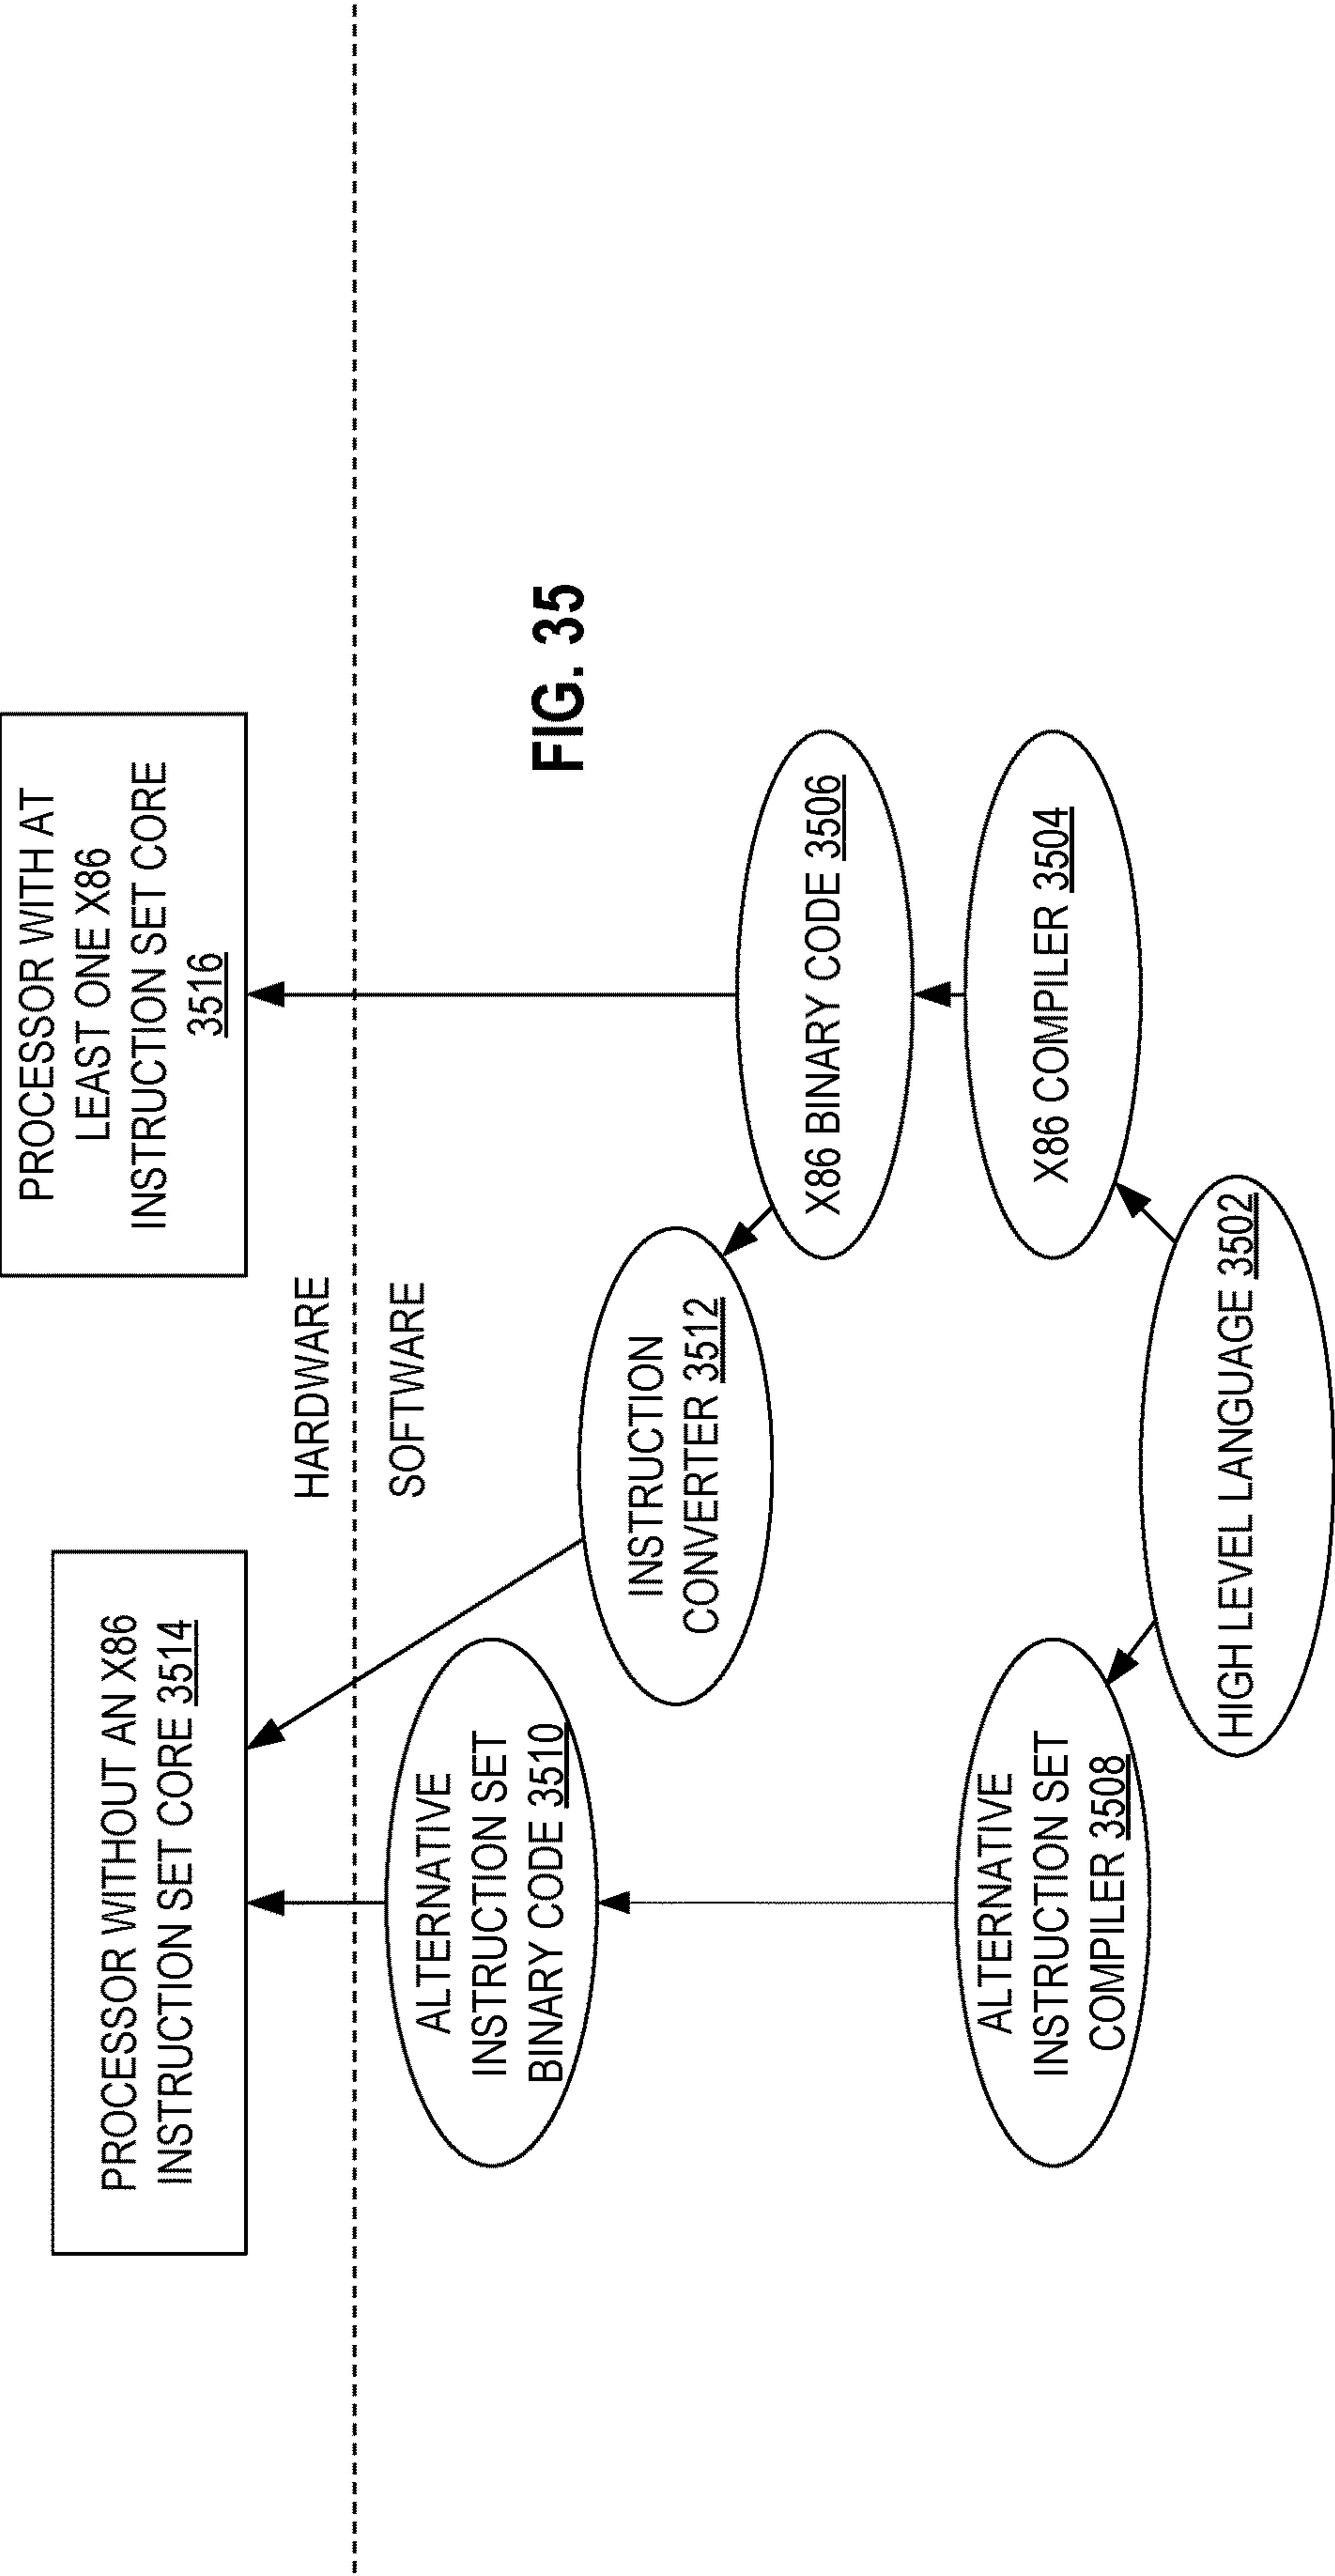 PROCESSOR WITHOUT AN X86
INSTRUCTION SET CORE 3514
PROCESSOR WITH AT
LEAST ONE X86
INSTRUCTION SET CORE
3516
HARDWARE
SOFTWARE
ALTERNATIVE
INSTRUCTION SET
BINARY CODE 3510
INSTRUCTION
CONVERTER 3512
FIG. 35
X86 BINARY CODE 3506
ALTERNATIVE
INSTRUCTION SET
COMPILER 3508
X86 COMPILER 3504
HIGH LEVEL LANGUAGE 3502